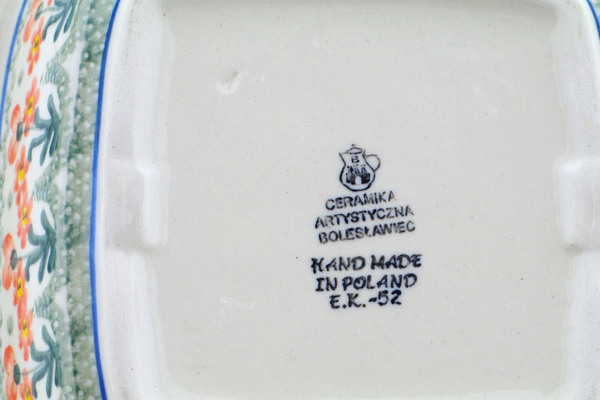 B
CERAMIKA
ARTYSTYCZNA
BOLESŁAWIEC
HAND MADE
IN POLAND
E.K.-52